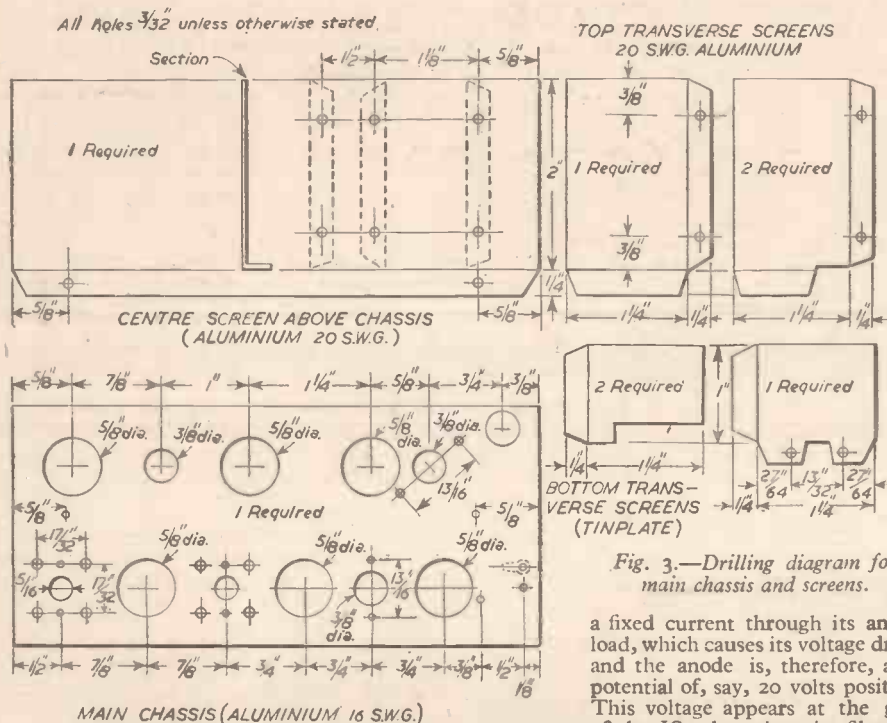 All holes 3/32" unless otherwise stated.
Section
1/2" 1 1/8" 5/8"
1 Required
2"
1/4"
5/8" 5/8"
CENTRE SCREEN ABOVE CHASSIS
(ALUMINIUM 20 S.W.G.)
TOP TRANSVERSE SCREENS
20 S.W.G. ALUMINIUM
3/8"
1 Required 2 Required
3/8"
1 1/4" 1/4" 1 1/4" 1/4"
5/8" 7/8" 1" 1 1/4" 5/8" 3/4" 3/8"
5/8" dia. 3/8" dia. 5/8" dia. 5/8" dia. 3/8" dia.
13/16"
5/8" 1 Required 5/8"
17/32" 5/8" dia. 5/8" dia. 5/8" dia.
5/16" 17/32" 13/16"
3/8" dia.
1/2" 7/8" 7/8" 3/4" 3/4" 3/4" 3/8" 1/2"
1/8"
MAIN CHASSIS (ALUMINIUM 16 S.W.G.)
2 Required 1" 1 Required
1/4" 1 1/4" 27/64 13/32" 27/64"
1/4" 1 1/4"
BOTTOM TRANS-
VERSE SCREENS
(TINPLATE)
Fig. 3.—Drilling diagram fo
main chassis and screens.
a fixed current through its an
load, which causes its voltage dr
and the anode is, therefore, a
potential of, say, 20 volts posit
This voltage appears at the g